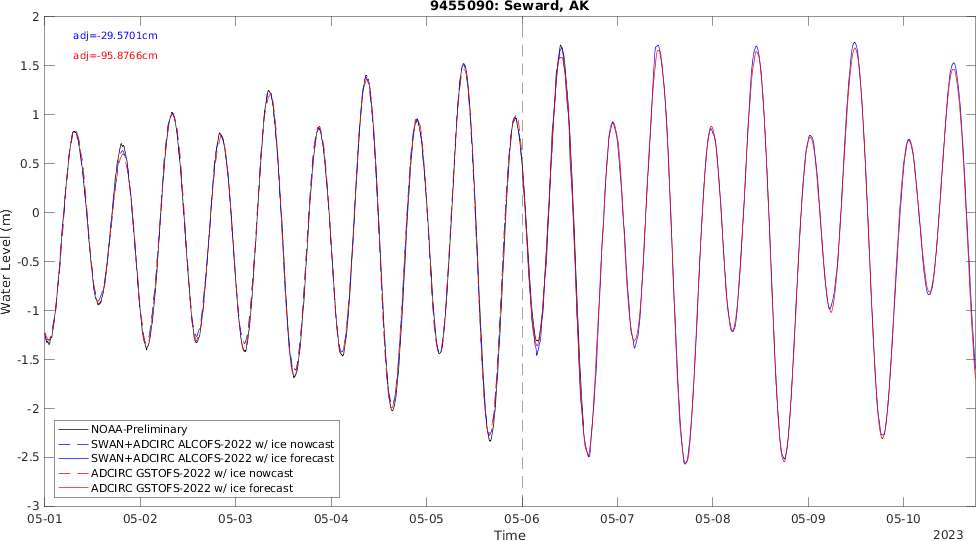 9455090: Seward, AK
adj=-29.5701cm
adj=-95.8766cm
Water Level (m)
2
1.5
1
0.5
0
-0.5
-1
-1.5
-2
-2.5
-3
NOAA-Preliminary
SWAN+ADCIRC ALCOFS-2022 w/ ice nowcast
SWAN+ADCIRC ALCOFS-2022 w/ ice forecast
ADCIRC GSTOFS-2022 w/ ice nowcast
ADCIRC GSTOFS-2022 w/ ice forecast
05-01 05-02 05-03 05-04 05-05 05-06 05-07 05-08 05-09 05-10
Time
2023